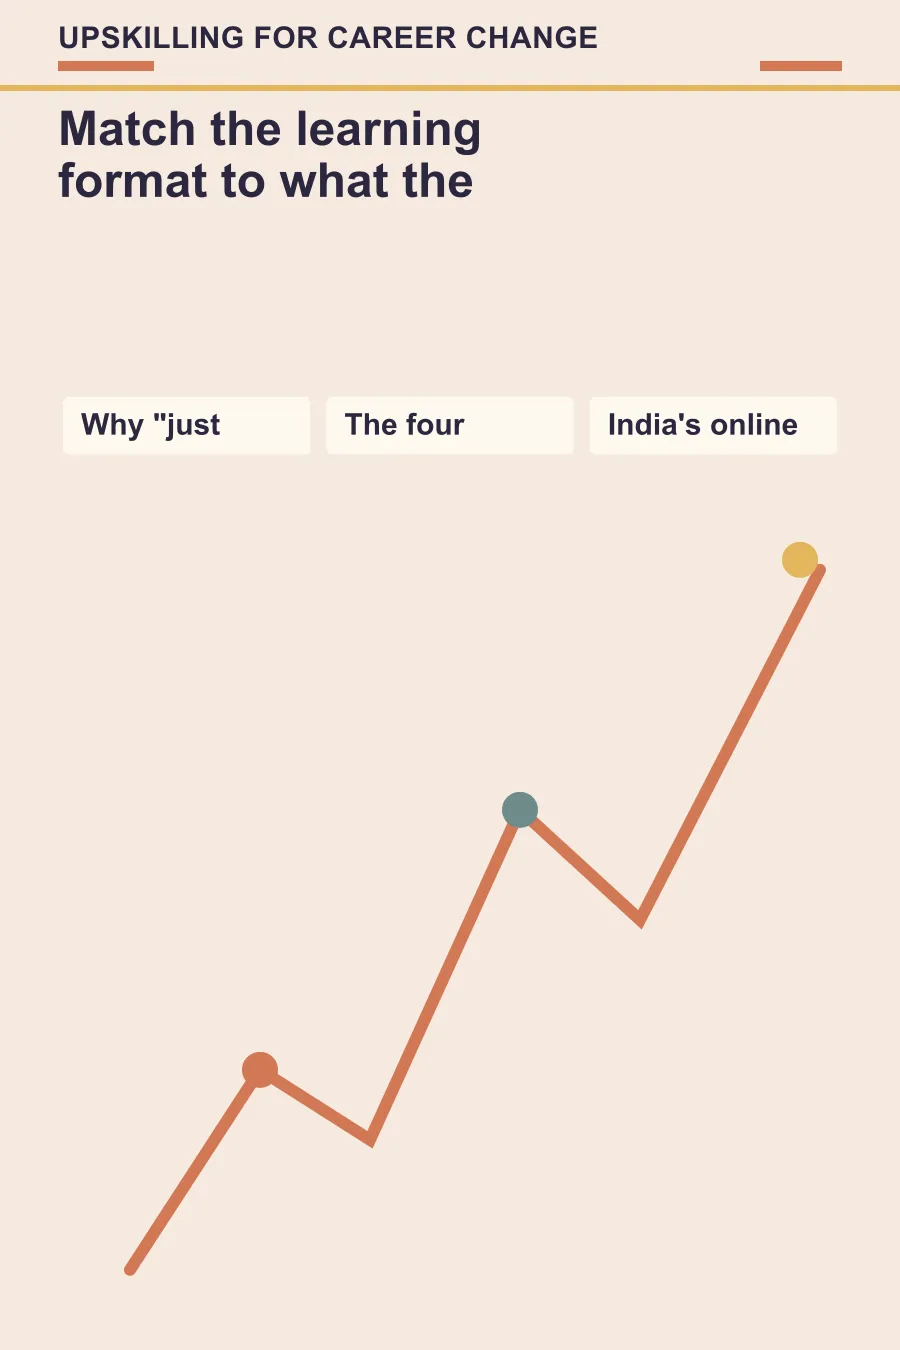 UPSKILLING FOR CAREER CHANGE
Match the learning
format to what the
Why "just
The four
India's online